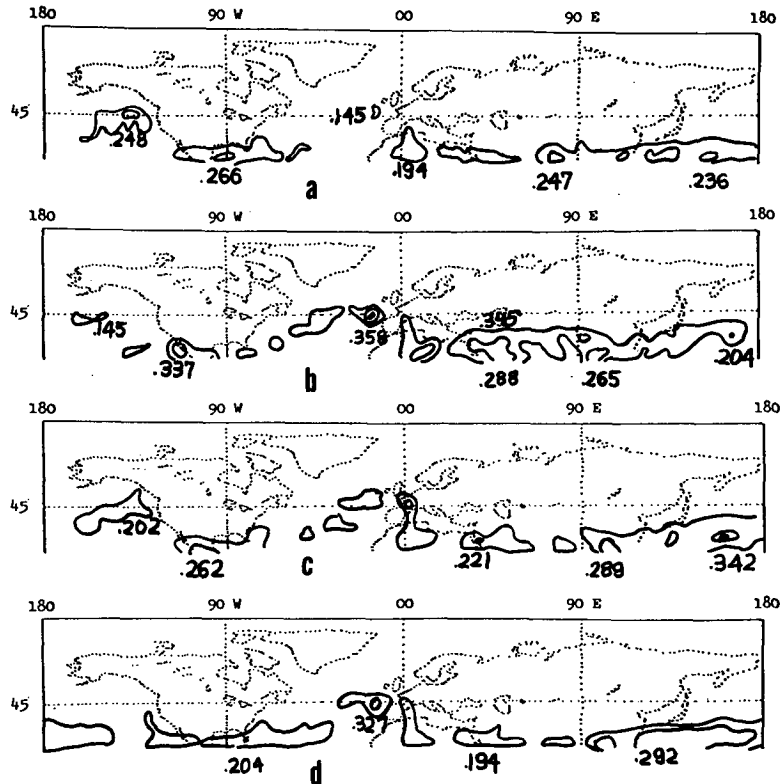 180 90 W 00 90 E 180
45
.145
.248
.266 .194 .247 .236
a
180 90 W 00 90 E 180
45
.145 .358 .345 .204
.337 .288 .265
b
180 90 W 00 90 E 180
45
.202
.262 .221 .289 .342
c
180 90 W 00 90 E 180
45
.327
.204 .194 .292
d